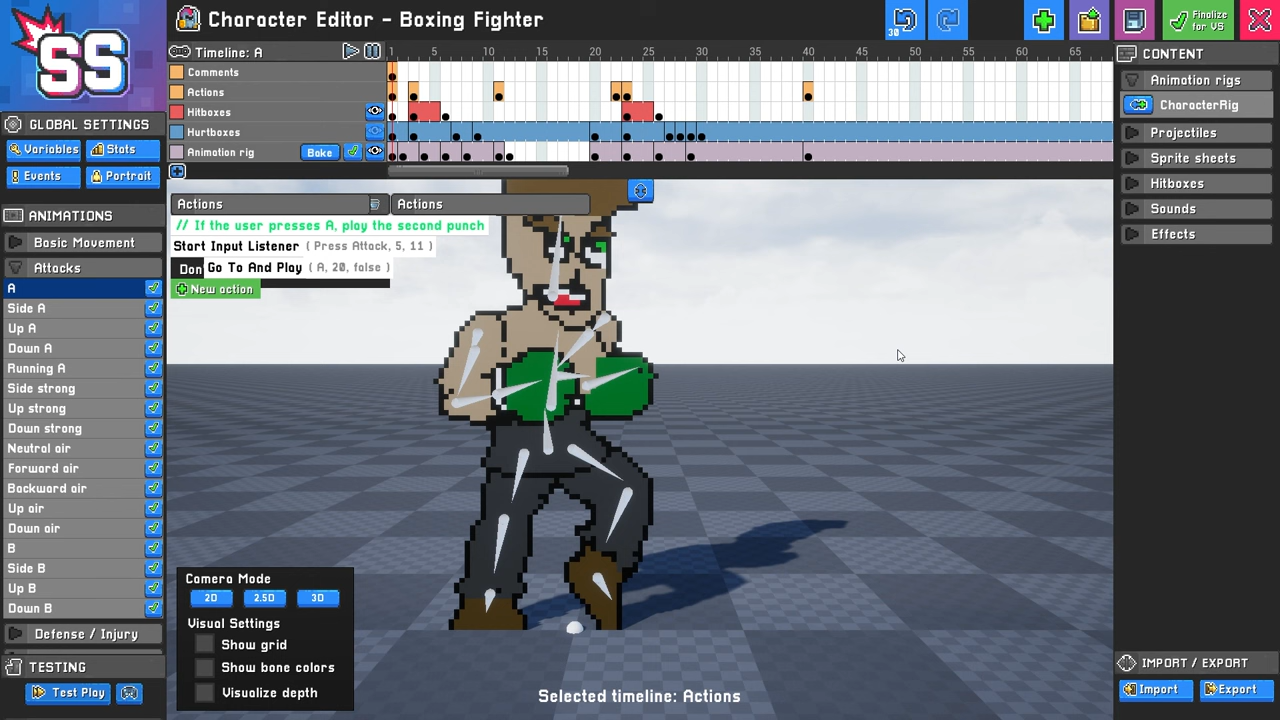 SS
Character Editor - Boxing Fighter
30
Finalize for VS
GLOBAL SETTINGS
Variables
Stats
Events
Portrait
ANIMATIONS
Basic Movement
Attacks
A
Side A
Up A
Down A
Running A
Side strong
Up strong
Down strong
Neutral air
Forward air
Backward air
Up air
Down air
B
Side B
Up B
Down B
Defense / Injury
TESTING
Test Play
Timeline: A
1 5 10 15 20 25 30 35 40 45 50 55 60 65
Comments
Actions
Hitboxes
Hurtboxes
Animation rig
Bake
Actions
Actions
// If the user presses A, play the second punch
Start Input Listener ( Press Attack, 5, 11 )
Don
Go To And Play ( A, 20, false )
New action
Camera Mode
2D
2.5D
3D
Visual Settings
Show grid
Show bone colors
Visualize depth
Selected timeline: Actions
CONTENT
Animation rigs
CharacterRig
Projectiles
Sprite sheets
Hitboxes
Sounds
Effects
IMPORT / EXPORT
Import
Export